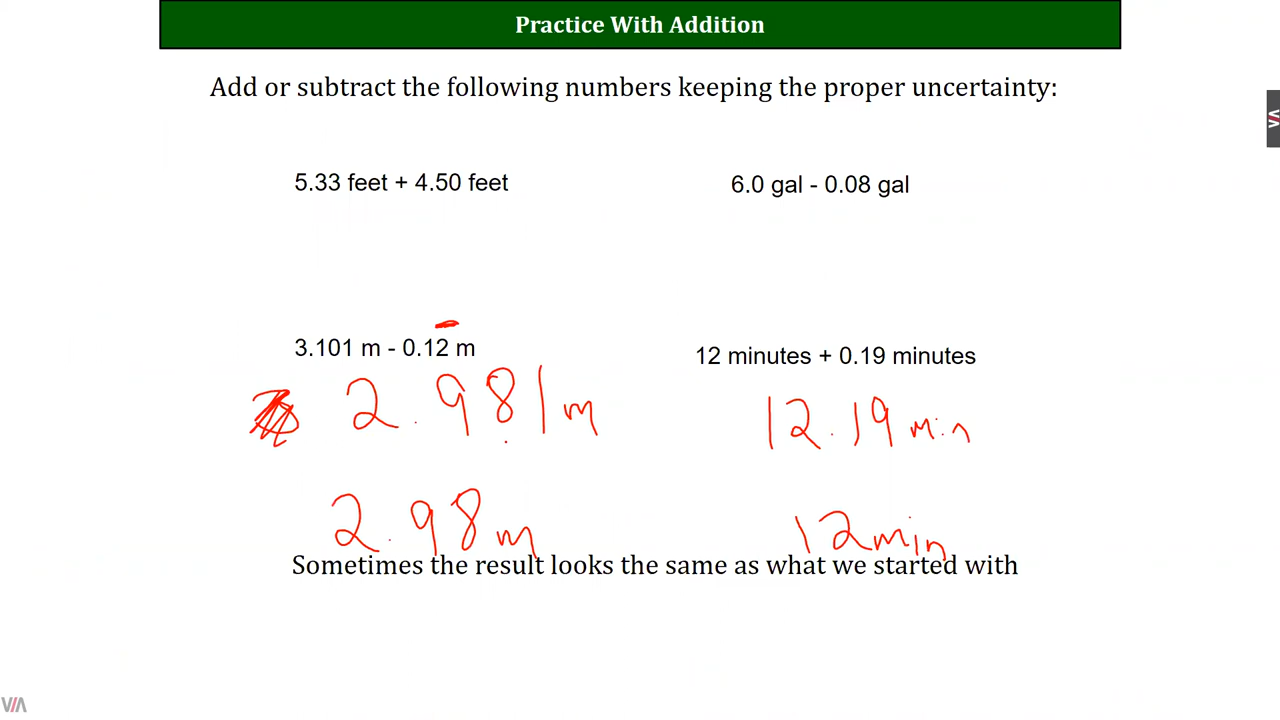 Practice With Addition
Add or subtract the following numbers keeping the proper uncertainty:
5.33 feet + 4.50 feet
6.0 gal - 0.08 gal
3.101 m - 0.12 m
12 minutes + 0.19 minutes
2.981 m
12.19 min
2.98 m
12 min
Sometimes the result looks the same as what we started with
VIA
VIA